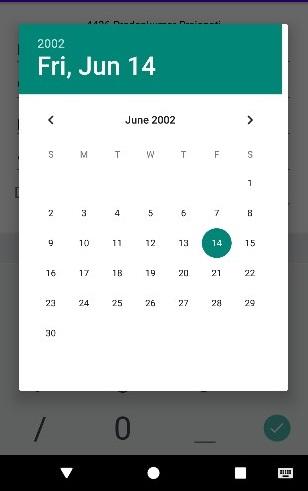 2002
Fri, Jun 14
June 2002
S M T W T F S
1
2 3 4 5 6 7 8
9 10 11 12 13 14 15
16 17 18 19 20 21 22
23 24 25 26 27 28 29
30
/ 0 _